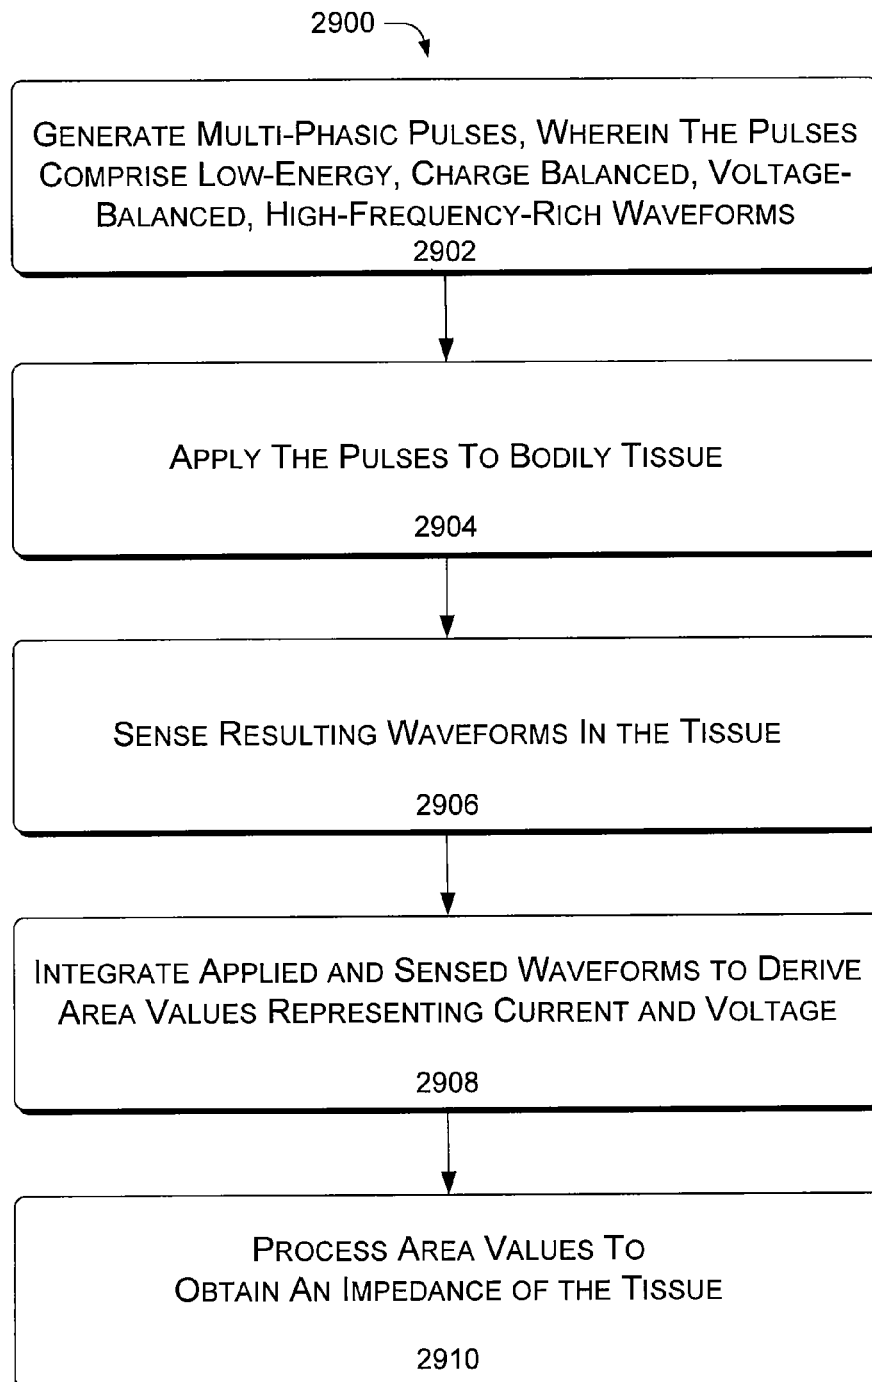 2900
GENERATE MULTI-PHASIC PULSES, WHEREIN THE PULSES
COMPRISE LOW-ENERGY, CHARGE BALANCED, VOLTAGE-
BALANCED, HIGH-FREQUENCY-RICH WAVEFORMS
2902
APPLY THE PULSES TO BODILY TISSUE
2904
SENSE RESULTING WAVEFORMS IN THE TISSUE
2906
INTEGRATE APPLIED AND SENSED WAVEFORMS TO DERIVE
AREA VALUES REPRESENTING CURRENT AND VOLTAGE
2908
PROCESS AREA VALUES TO
OBTAIN AN IMPEDANCE OF THE TISSUE
2910